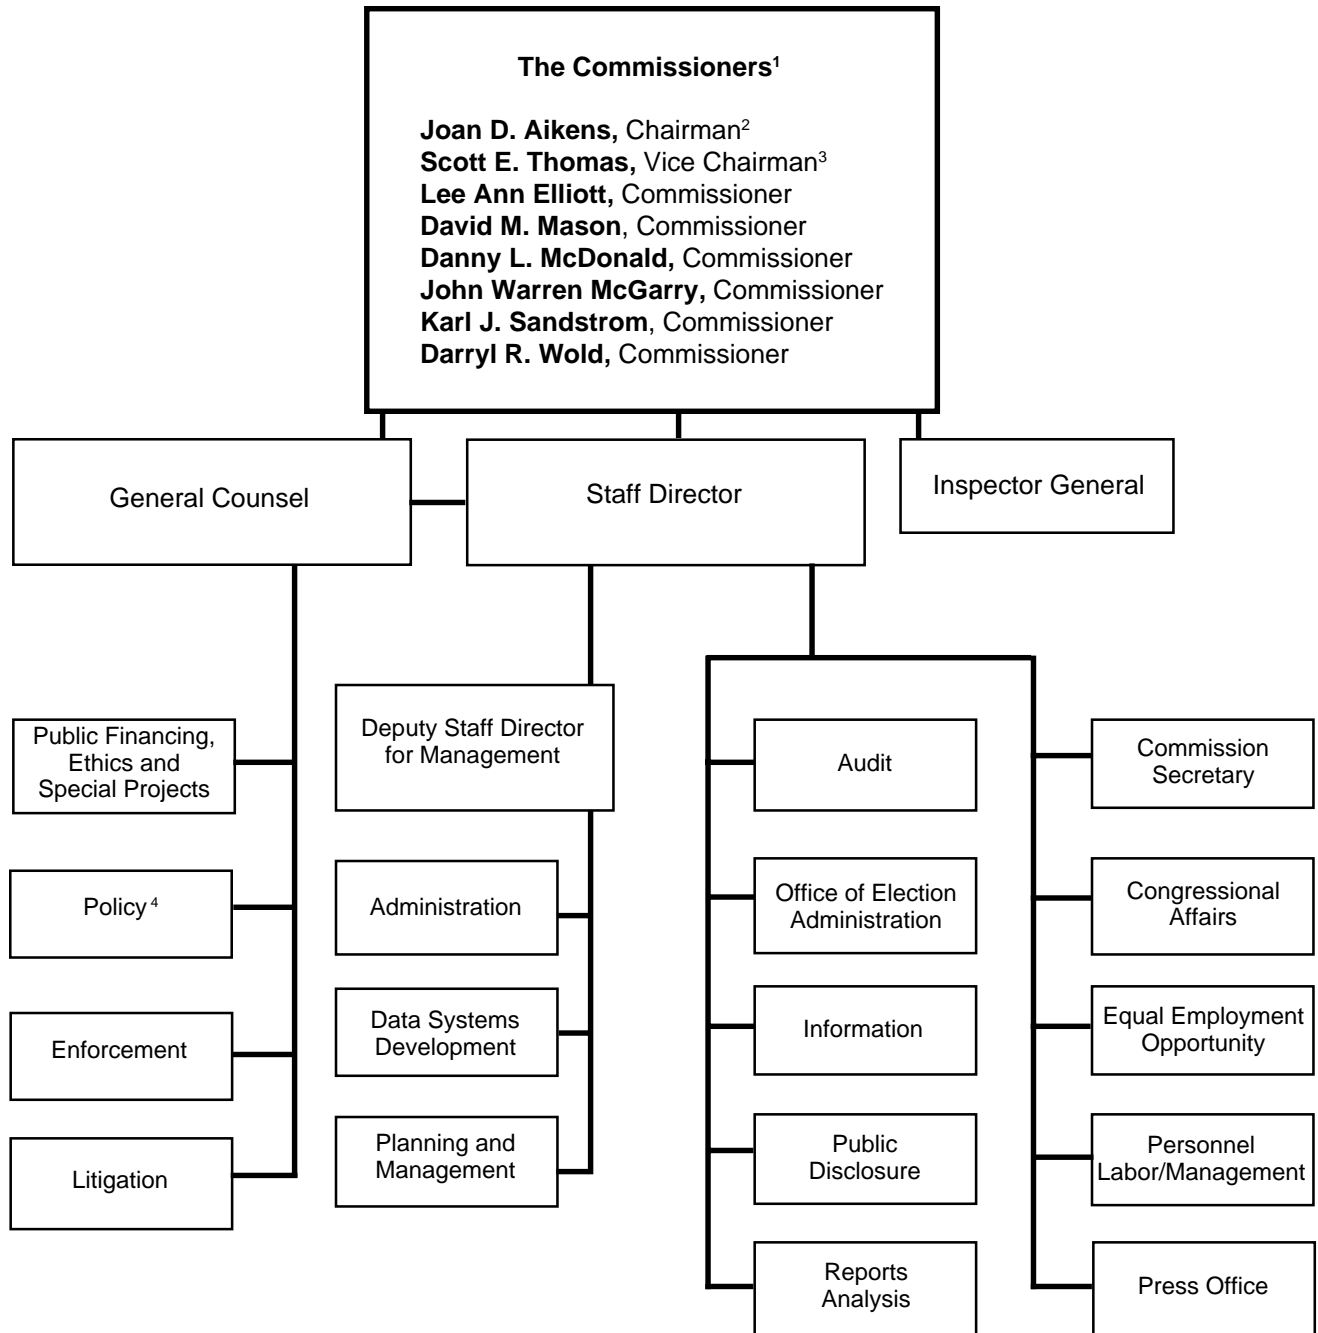 The Commissioners¹
Joan D. Aikens, Chairman²
Scott E. Thomas, Vice Chairman³
Lee Ann Elliott, Commissioner
David M. Mason, Commissioner
Danny L. McDonald, Commissioner
John Warren McGarry, Commissioner
Karl J. Sandstrom, Commissioner
Darryl R. Wold, Commissioner
General Counsel
Staff Director
Inspector General
Public Financing,
Ethics and
Special Projects
Policy ⁴
Enforcement
Litigation
Deputy Staff Director
for Management
Administration
Data Systems
Development
Planning and
Management
Audit
Office of Election
Administration
Information
Public
Disclosure
Reports
Analysis
Commission
Secretary
Congressional
Affairs
Equal Employment
Opportunity
Personnel
Labor/Management
Press Office